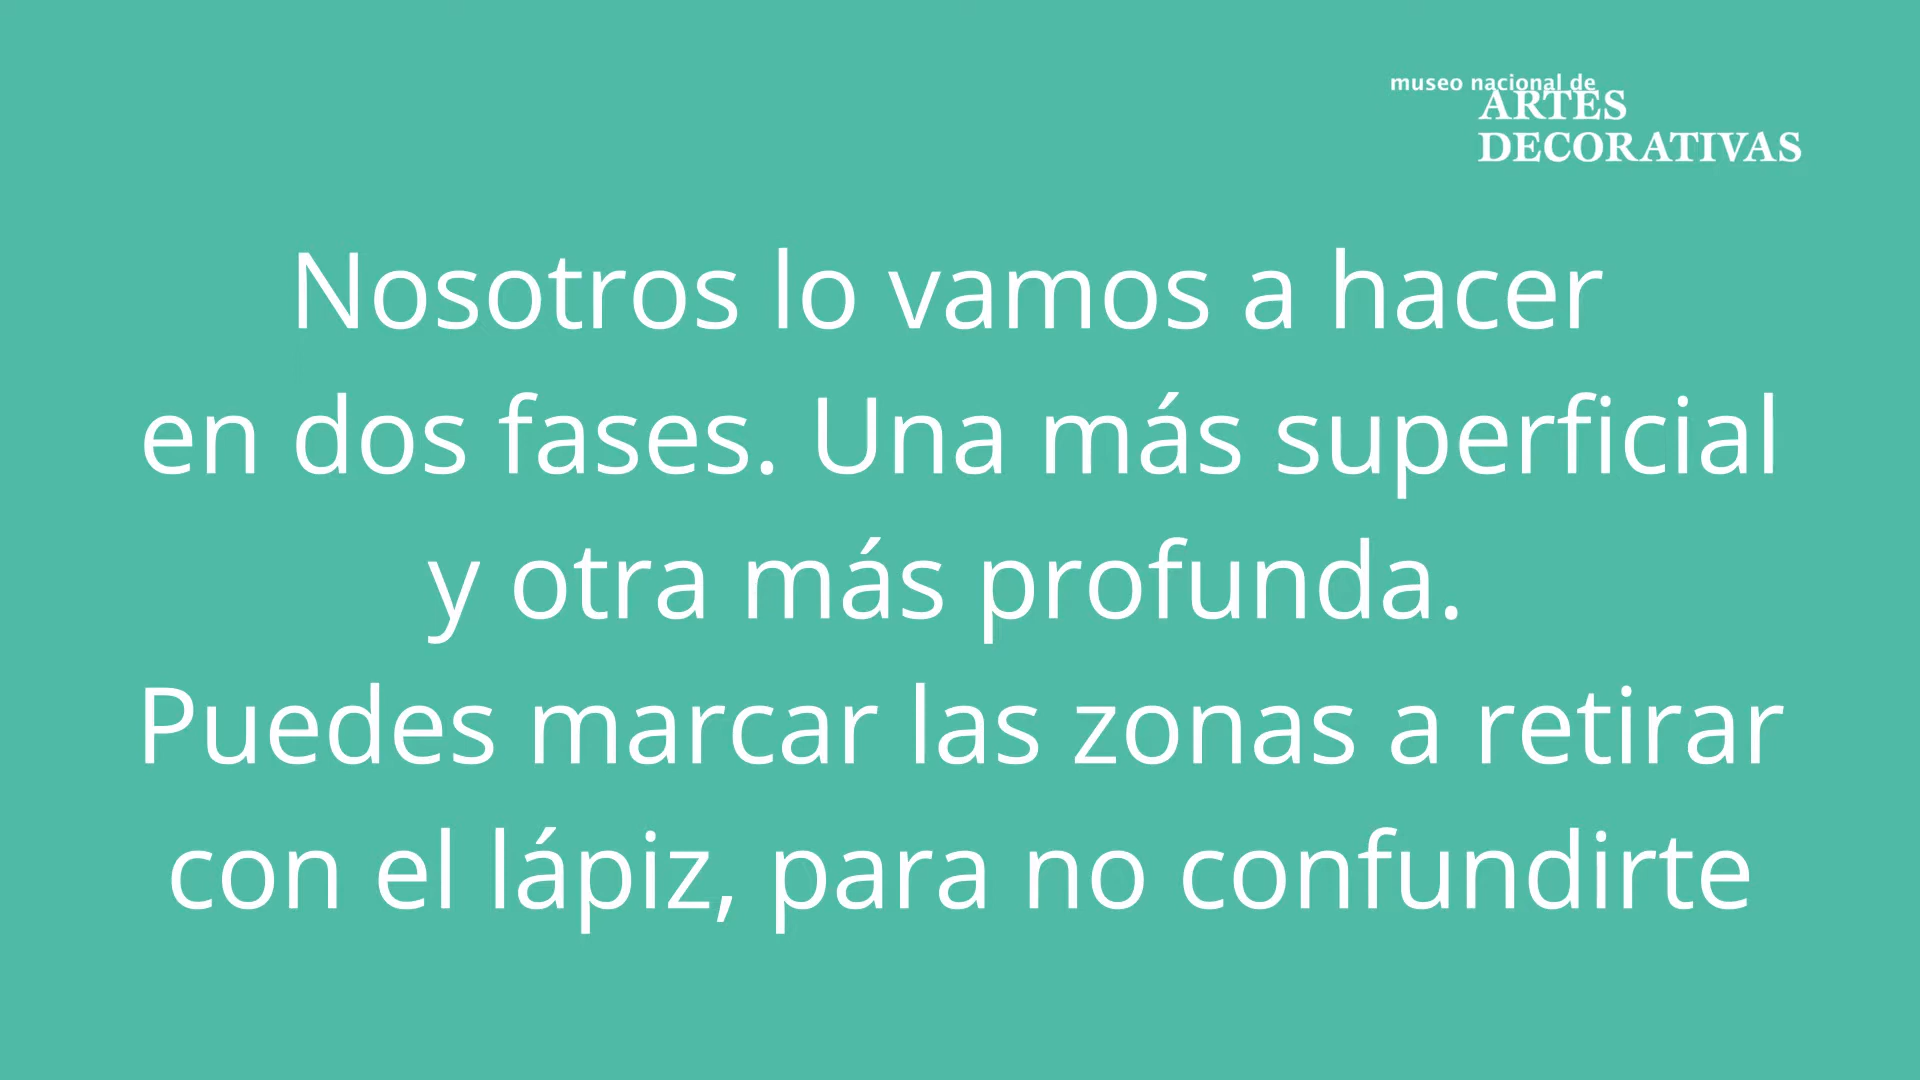 museo nacional de
ARTES
DECORATIVAS
Nosotros lo vamos a hacer
en dos fases. Una más superficial
y otra más profunda.
Puedes marcar las zonas a retirar
con el lápiz, para no confundirte